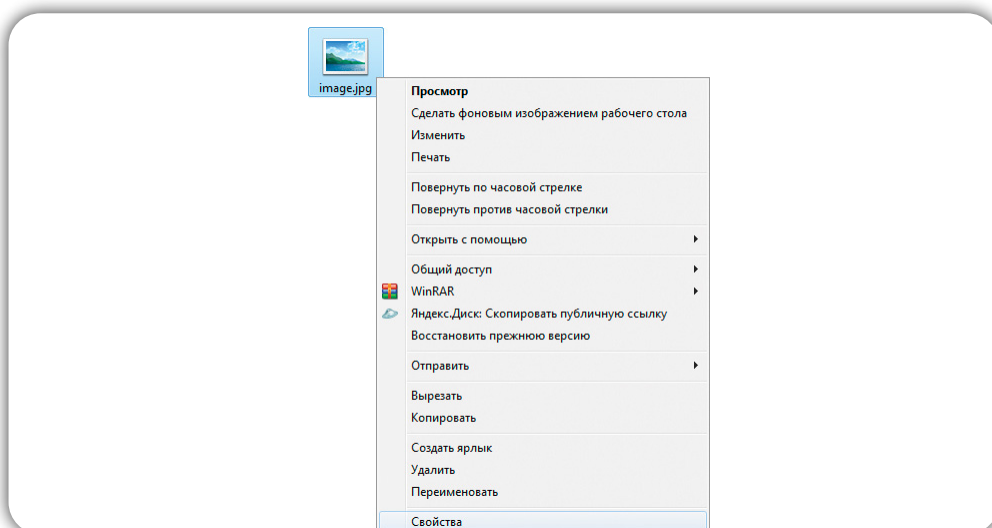 image.jpg
Просмотр
Сделать фоновым изображением рабочего стола
Изменить
Печать
Повернуть по часовой стрелке
Повернуть против часовой стрелки
Открыть с помощью
Общий доступ
WinRAR
Яндекс.Диск: Скопировать публичную ссылку
Восстановить прежнюю версию
Отправить
Вырезать
Копировать
Создать ярлык
Удалить
Переименовать
Свойства